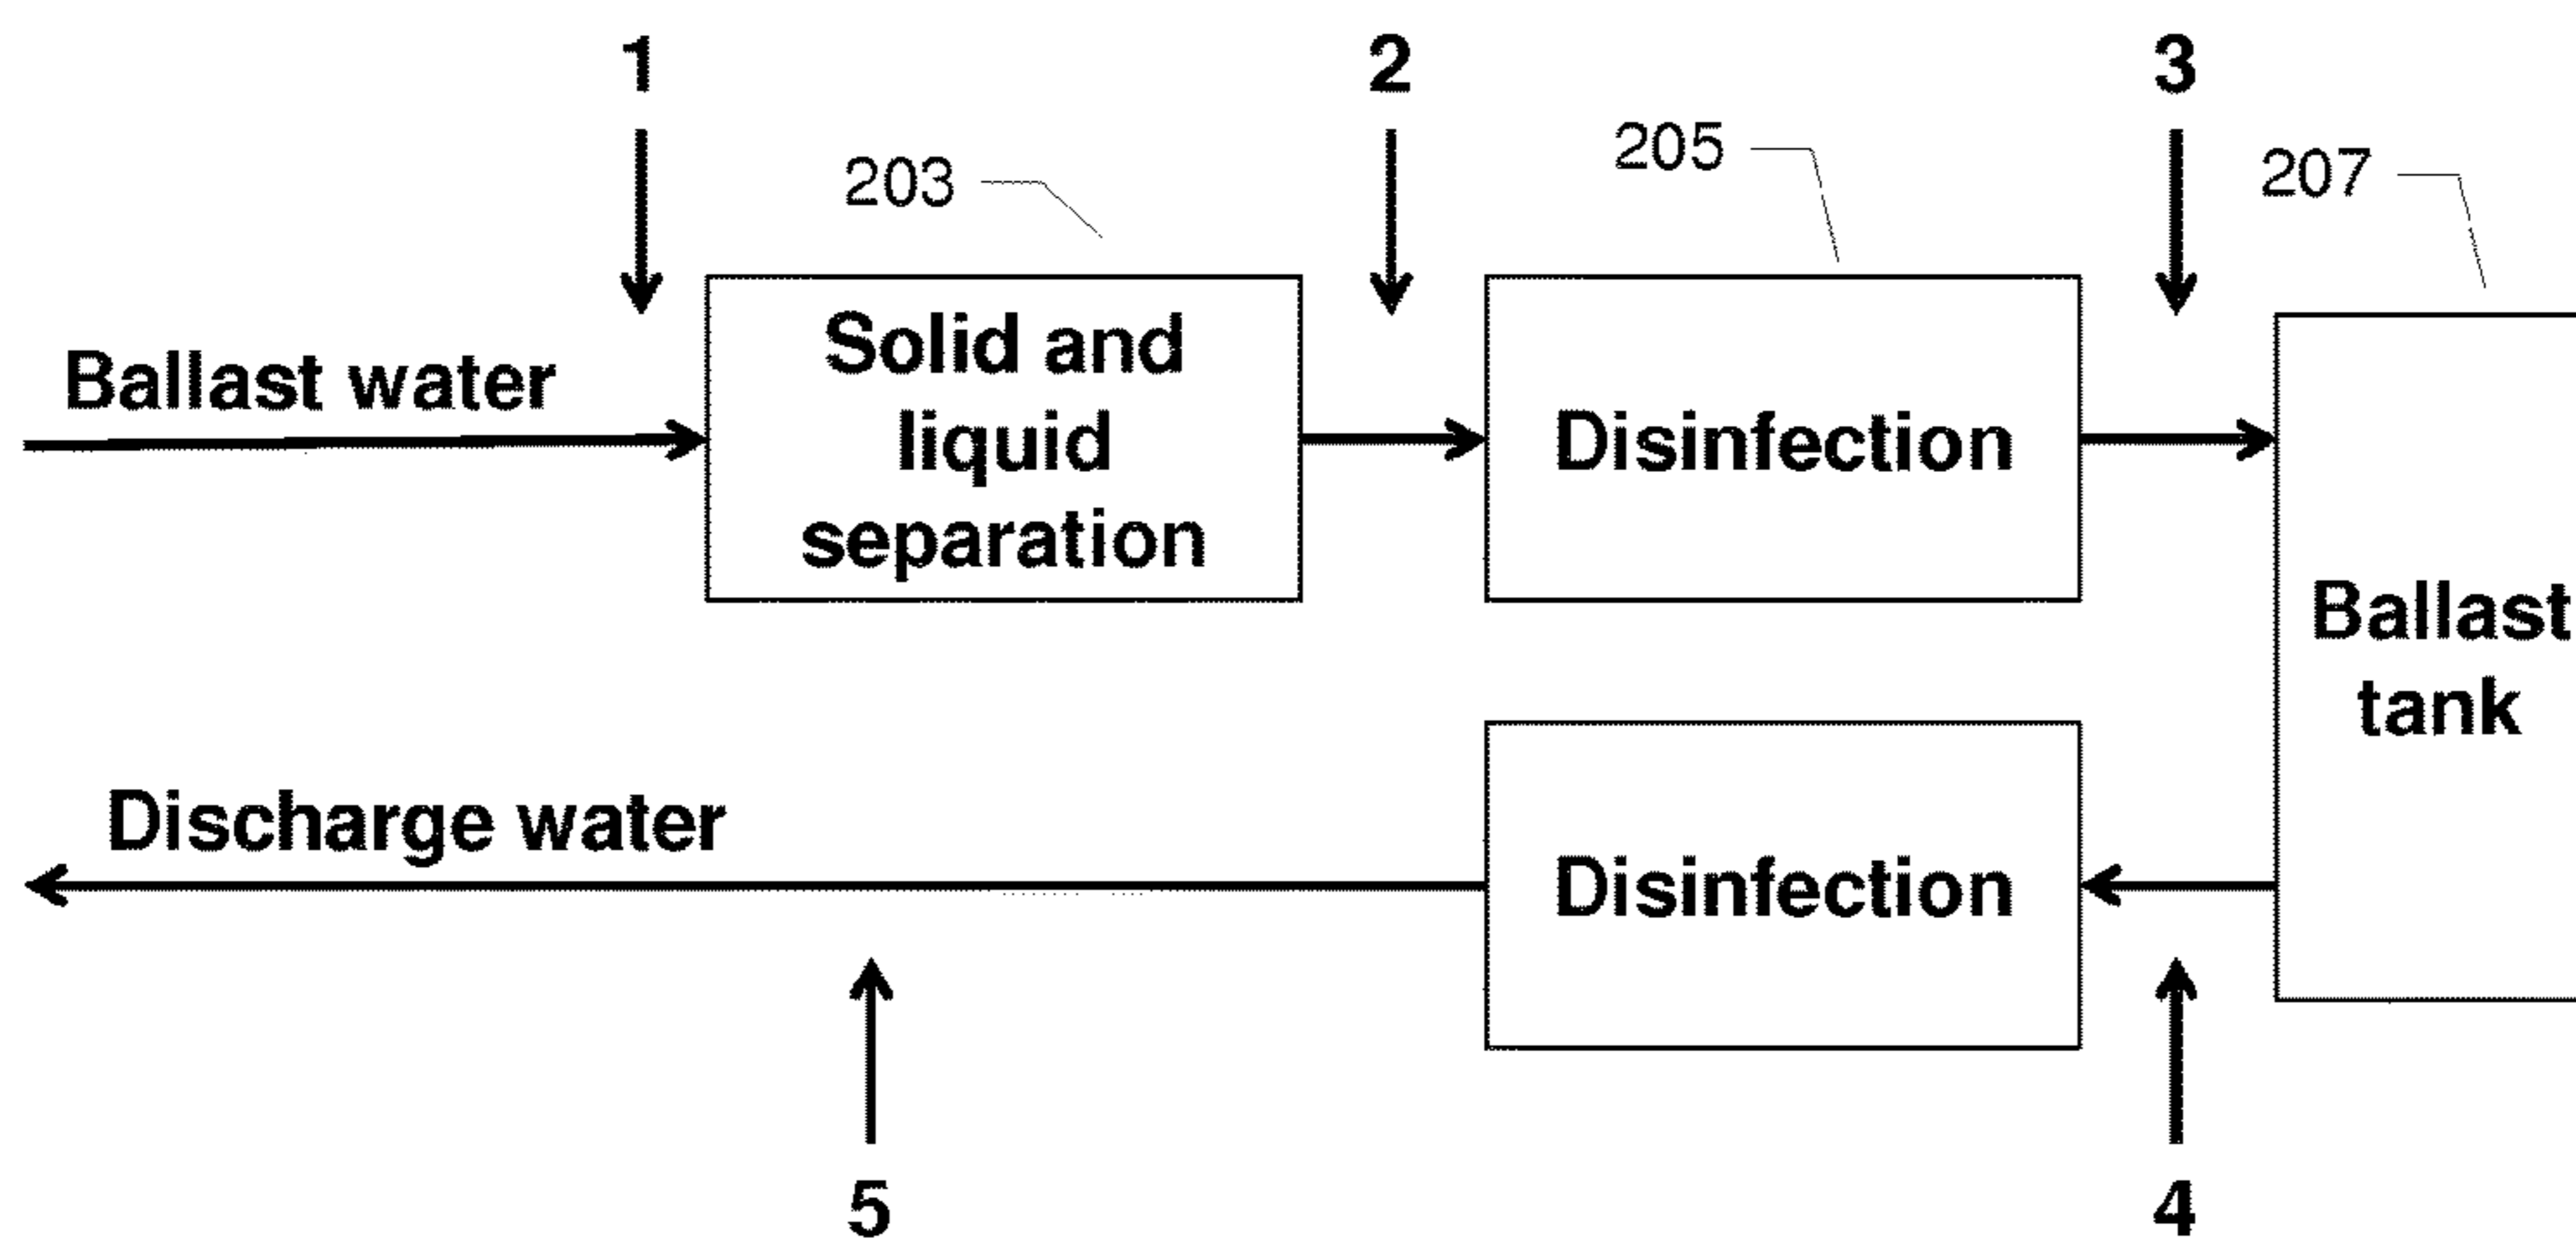 1
2
3
203
205
207
Ballast water
Solid and
liquid
separation
Disinfection
Ballast
tank
Discharge water
Disinfection
5
4